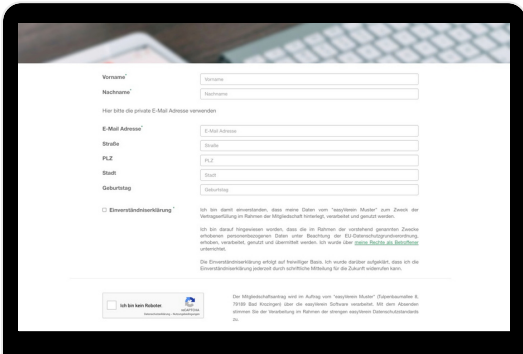 Vorname*
Vorname
Nachname*
Nachname
Hier bitte die private E-Mail Adresse verwenden
E-Mail Adresse*
E-Mail-Adresse
Straße
Straße
PLZ
PLZ
Stadt
Stadt
Geburtstag
Geburtstag
Einverständniserklärung *
Ich bin damit einverstanden, dass meine Daten vom "easyVerein Muster" zum Zweck der
Vertragserfüllung im Rahmen der Mitgliedschaft hinterlegt, verarbeitet und genutzt werden.
Ich bin darauf hingewiesen worden, dass die im Rahmen der vorstehend genannten Zwecke
erhobenen personenbezogenen Daten unter Beachtung der EU-Datenschutzgrundverordnung,
erhoben, verarbeitet, genutzt und übermittelt werden. Ich wurde über meine Rechte als Betroffener
unterrichtet.
Die Einverständniserklärung erfolgt auf freiwilliger Basis. Ich wurde darüber aufgeklärt, dass ich die
Einverständniserklärung jederzeit durch schriftliche Mitteilung für die Zukunft widerrufen kann.
Ich bin kein Roboter.
reCAPTCHA
Datenschutzerklärung - Nutzungsbedingungen
Der Mitgliedschaftsantrag wird im Auftrag vom "easyVerein Muster" (Tulpenbaumallee 8,
79189 Bad Krozingen) über die easyVerein Software verarbeitet. Mit dem Absenden
stimmen Sie der Verarbeitung im Rahmen der strengen easyVerein Datenschutzstandards
zu.